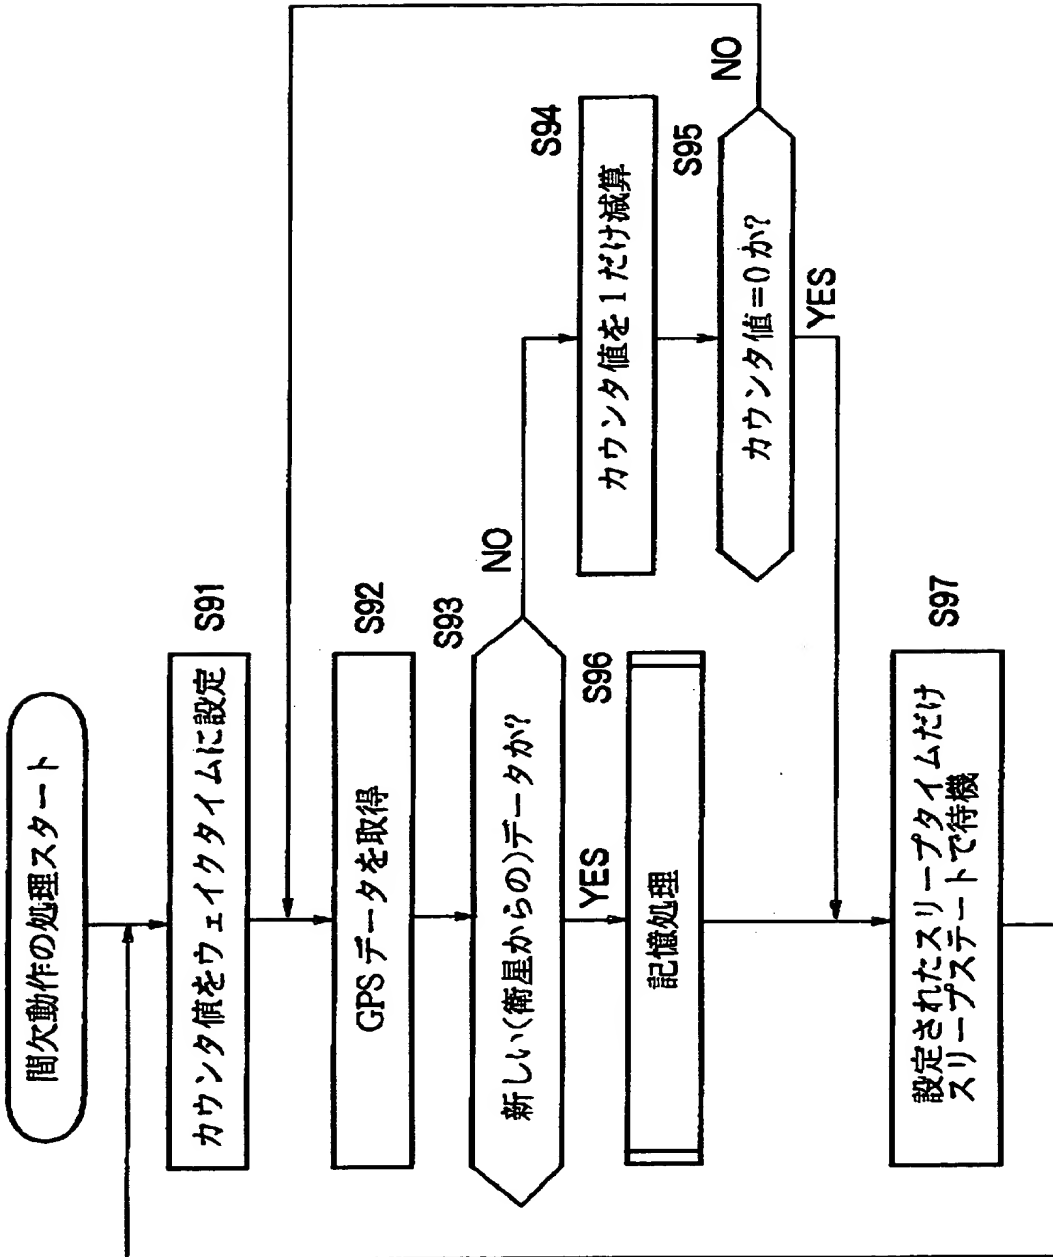 間欠動作の処理スタート
カウンタ値をウェイクタイムに設定
S91
GPSデータを取得
S92
新しい(衛星からの)データか?
S93
NO
YES
カウンタ値を1だけ減算
S94
カウンタ値=0か?
S95
NO
YES
記憶処理
S96
設定されたスリープタイムだけ
スリープステートで待機
S97